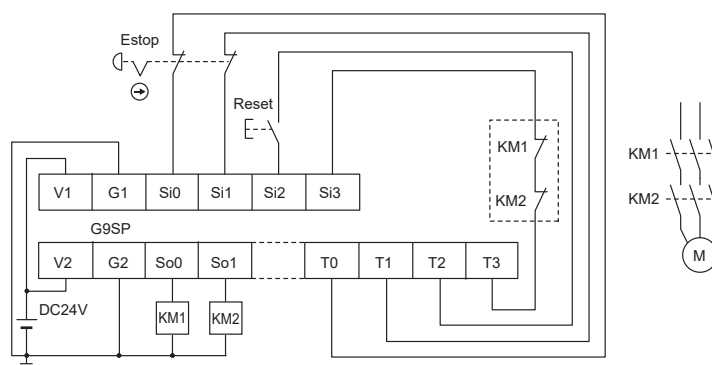 Estop
Reset
KM1
KM2
V1 G1 Si0 Si1 Si2 Si3
G9SP
V2 G2 So0 So1 T0 T1 T2 T3
DC24V
KM1 KM2
KM1
KM2
M